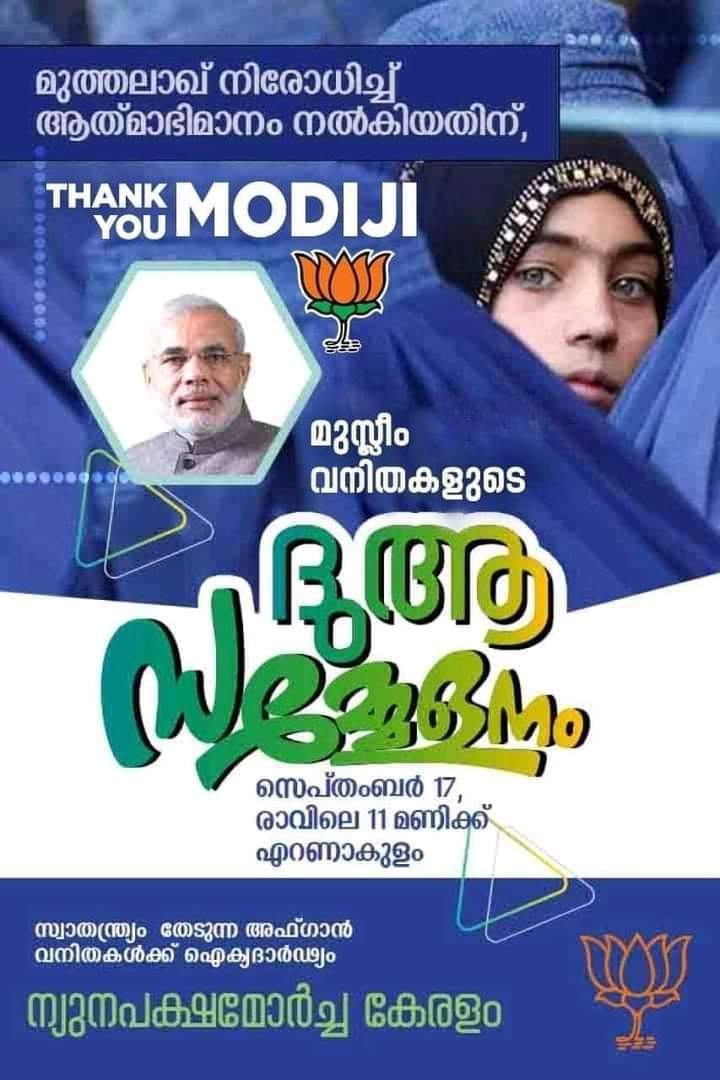 മുത്തലാഖ് നിരോധിച്ച്
ആത്മാഭിമാനം നൽകിയതിന്,
THANK YOU MODIJI
മുസ്ലീം
വനിതകളുടെ
ദുആ
സമ്മേളനം
സെപ്തംബർ 17,
രാവിലെ 11 മണിക്ക്
എറണാകുളം
സ്വാതന്ത്ര്യം തേടുന്ന അഫ്ഗാൻ
വനിതകൾക്ക് ഐക്യദാർഢ്യം
ന്യുനപക്ഷമോർച്ച കേരളം